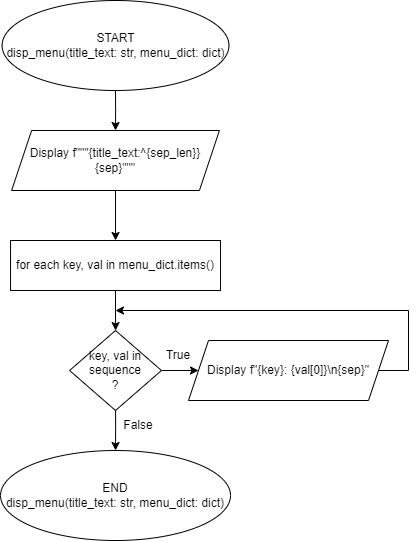 START
disp_menu(title_text: str, menu_dict: dict)
Display f"""{title_text:^{sep_len}}
{sep}"""
for each key, val in menu_dict.items()
key, val in
sequence
?
True
Display f"{key}: {val[0]}\n{sep}"
False
END
disp_menu(title_text: str, menu_dict: dict)